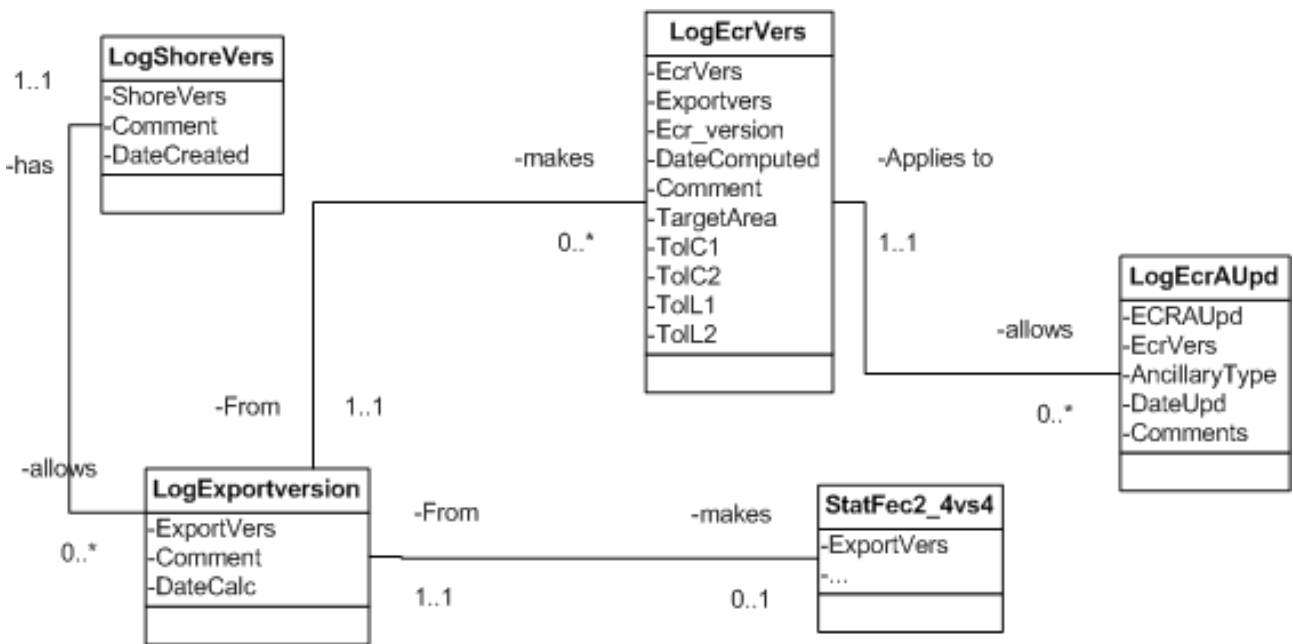 LogShoreVers
-ShoreVers
-Comment
-DateCreated
1..1
-has
LogEcrVers
-EcrVers
-Exportvers
-Ecr_version
-DateComputed
-Comment
-TargetArea
-TolC1
-TolC2
-TolL1
-TolL2
-makes
0..*
-Applies to
1..1
LogEcrAUpd
-ECRAUpd
-EcrVers
-AncillaryType
-DateUpd
-Comments
-allows
0..*
-From
1..1
-allows
0..*
LogExportversion
-ExportVers
-Comment
-DateCalc
-From
1..1
-makes
0..1
StatFec2_4vs4
-ExportVers
-...